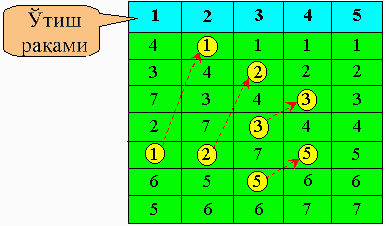 Ўтиш
рақами
1 2 3 4 5
4 1 1 1 1
3 4 2 2 2
7 3 4 3 3
2 7 3 4 4
1 2 7 5 5
6 5 5 6 6
5 6 6 7 7